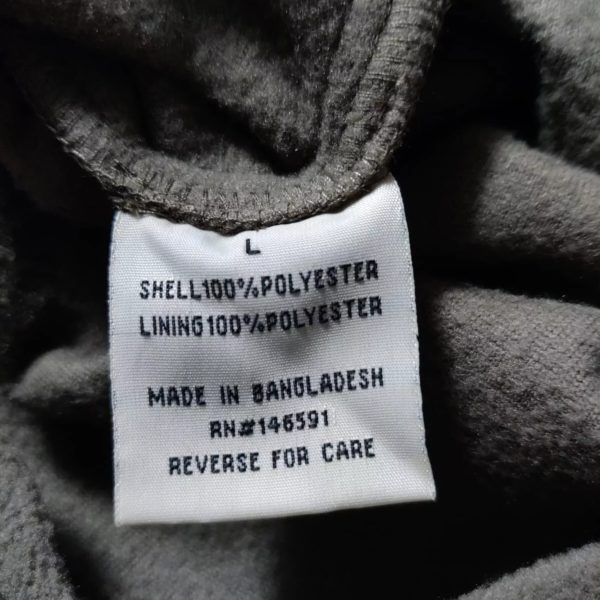 L
SHELL100%POLYESTER
LINING100%POLYESTER
MADE IN BANGLADESH
RN#146591
REVERSE FOR CARE